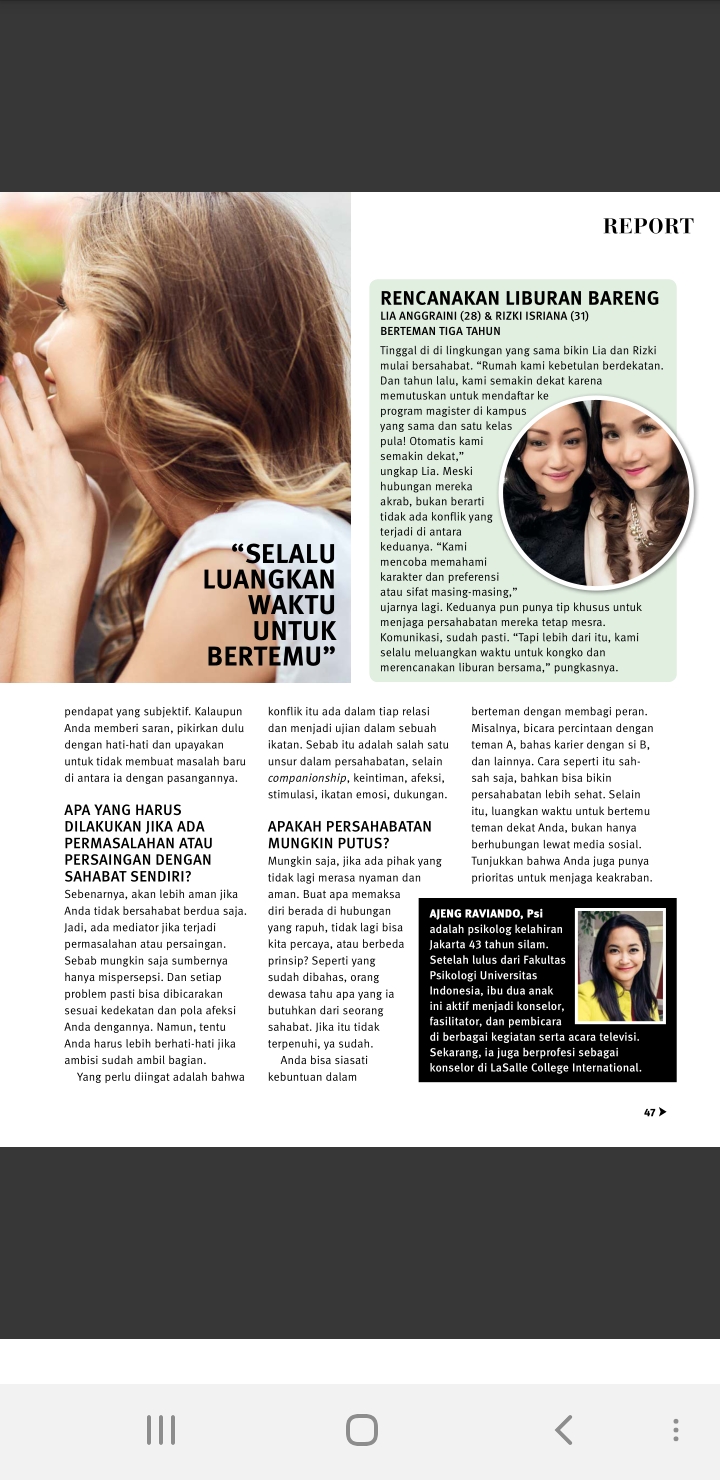 REPORT
“SELALU
LUANGKAN
WAKTU
UNTUK
BERTEMU”
RENCANAKAN LIBURAN BARENG
LIA ANGGRAINI (28) & RIZKI ISRIANA (31)
BERTEMAN TIGA TAHUN
Tinggal di di lingkungan yang sama bikin Lia dan Rizki
mulai bersahabat. “Rumah kami kebetulan berdekatan.
Dan tahun lalu, kami semakin dekat karena
memutuskan untuk mendaftar ke
program magister di kampus
yang sama dan satu kelas
pula! Otomatis kami
semakin dekat,”
ungkap Lia. Meski
hubungan mereka
akrab, bukan berarti
tidak ada konflik yang
terjadi di antara
keduanya. “Kami
mencoba memahami
karakter dan preferensi
atau sifat masing-masing,”
ujarnya lagi. Keduanya pun punya tip khusus untuk
menjaga persahabatan mereka tetap mesra.
Komunikasi, sudah pasti. “Tapi lebih dari itu, kami
selalu meluangkan waktu untuk kongko dan
merencanakan liburan bersama,” pungkasnya.
pendapat yang subjektif. Kalaupun
Anda memberi saran, pikirkan dulu
dengan hati-hati dan upayakan
untuk tidak membuat masalah baru
di antara ia dengan pasangannya.
APA YANG HARUS
DILAKUKAN JIKA ADA
PERMASALAHAN ATAU
PERSAINGAN DENGAN
SAHABAT SENDIRI?
Sebenarnya, akan lebih aman jika
Anda tidak bersahabat berdua saja.
Jadi, ada mediator jika terjadi
permasalahan atau persaingan.
Sebab mungkin saja sumbernya
hanya mispersepsi. Dan setiap
problem pasti bisa dibicarakan
sesuai kedekatan dan pola afeksi
Anda dengannya. Namun, tentu
Anda harus lebih berhati-hati jika
ambisi sudah ambil bagian.
Yang perlu diingat adalah bahwa
konflik itu ada dalam tiap relasi
dan menjadi ujian dalam sebuah
ikatan. Sebab itu adalah salah satu
unsur dalam persahabatan, selain
companionship, keintiman, afeksi,
stimulasi, ikatan emosi, dukungan.
APAKAH PERSAHABATAN
MUNGKIN PUTUS?
Mungkin saja, jika ada pihak yang
tidak lagi merasa nyaman dan
aman. Buat apa memaksa
diri berada di hubungan
yang rapuh, tidak lagi bisa
kita percaya, atau berbeda
prinsip? Seperti yang
sudah dibahas, orang
dewasa tahu apa yang ia
butuhkan dari seorang
sahabat. Jika itu tidak
terpenuhi, ya sudah.
Anda bisa siasati
kebuntuan dalam
berteman dengan membagi peran.
Misalnya, bicara percintaan dengan
teman A, bahas karier dengan si B,
dan lainnya. Cara seperti itu sah-
sah saja, bahkan bisa bikin
persahabatan lebih sehat. Selain
itu, luangkan waktu untuk bertemu
teman dekat Anda, bukan hanya
berhubungan lewat media sosial.
Tunjukkan bahwa Anda juga punya
prioritas untuk menjaga keakraban.
AJENG RAVIANDO, Psi
adalah psikolog kelahiran
Jakarta 43 tahun silam.
Setelah lulus dari Fakultas
Psikologi Universitas
Indonesia, ibu dua anak
ini aktif menjadi konselor,
fasilitator, dan pembicara
di berbagai kegiatan serta acara televisi.
Sekarang, ia juga berprofesi sebagai
konselor di LaSalle College International.
47